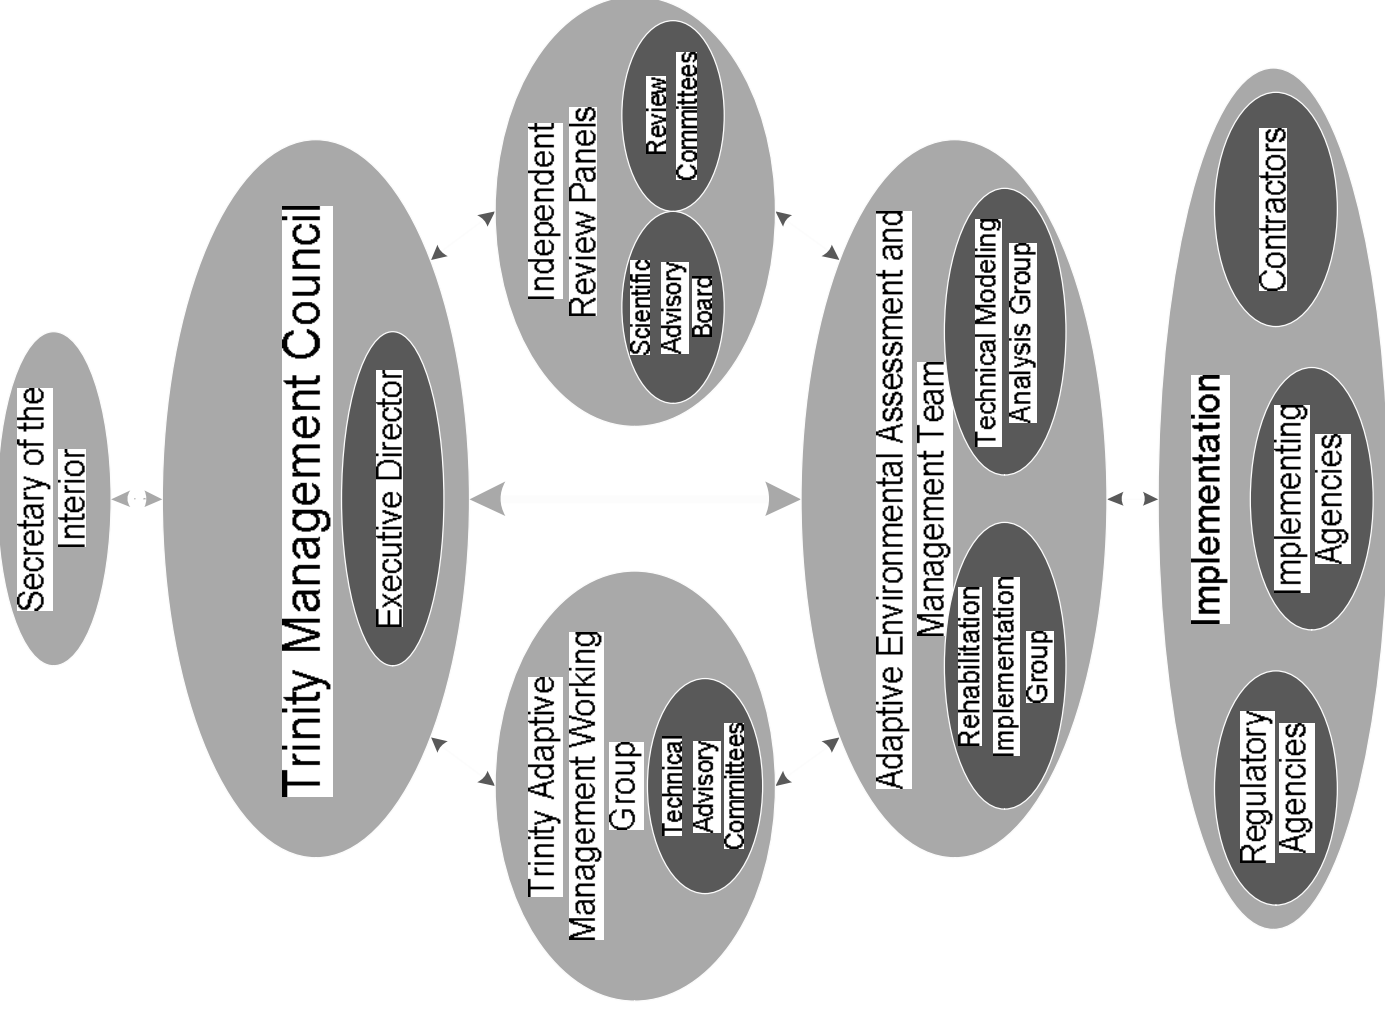 Secretary of the
Interior
Trinity Management Council
Executive Director
Trinity Adaptive
Management Working
Group
Technical
Advisory
Committees
Independent
Review Panels
Scientific
Advisory
Board
Review
Committees
Adaptive Environmental Assessment and
Management Team
Rehabilitation
Implementation
Group
Technical Modeling
Analysis Group
Implementation
Regulatory
Agencies
Implementing
Agencies
Contractors